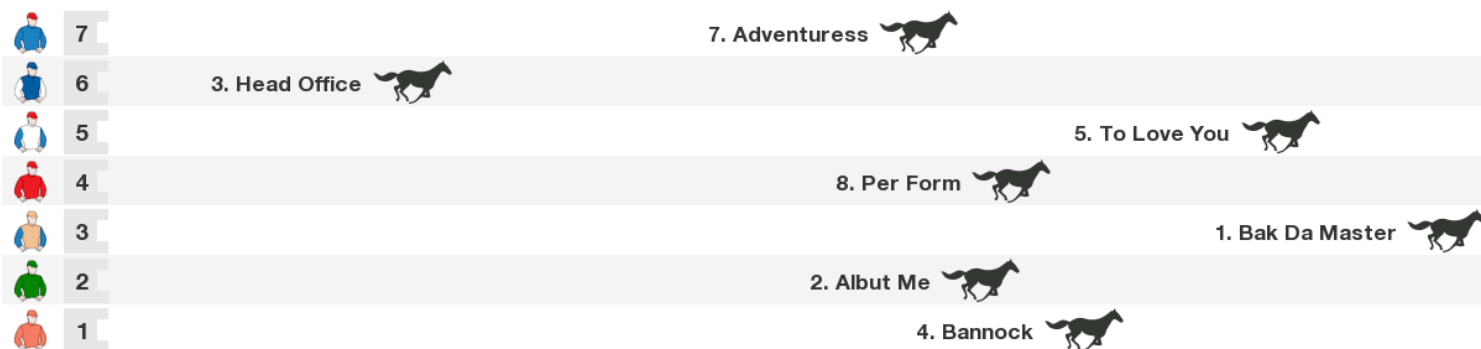 7 7. Adventuress
6 3. Head Office
5 5. To Love You
4 8. Per Form
3 1. Bak Da Master
2 2. Albut Me
1 4. Bannock